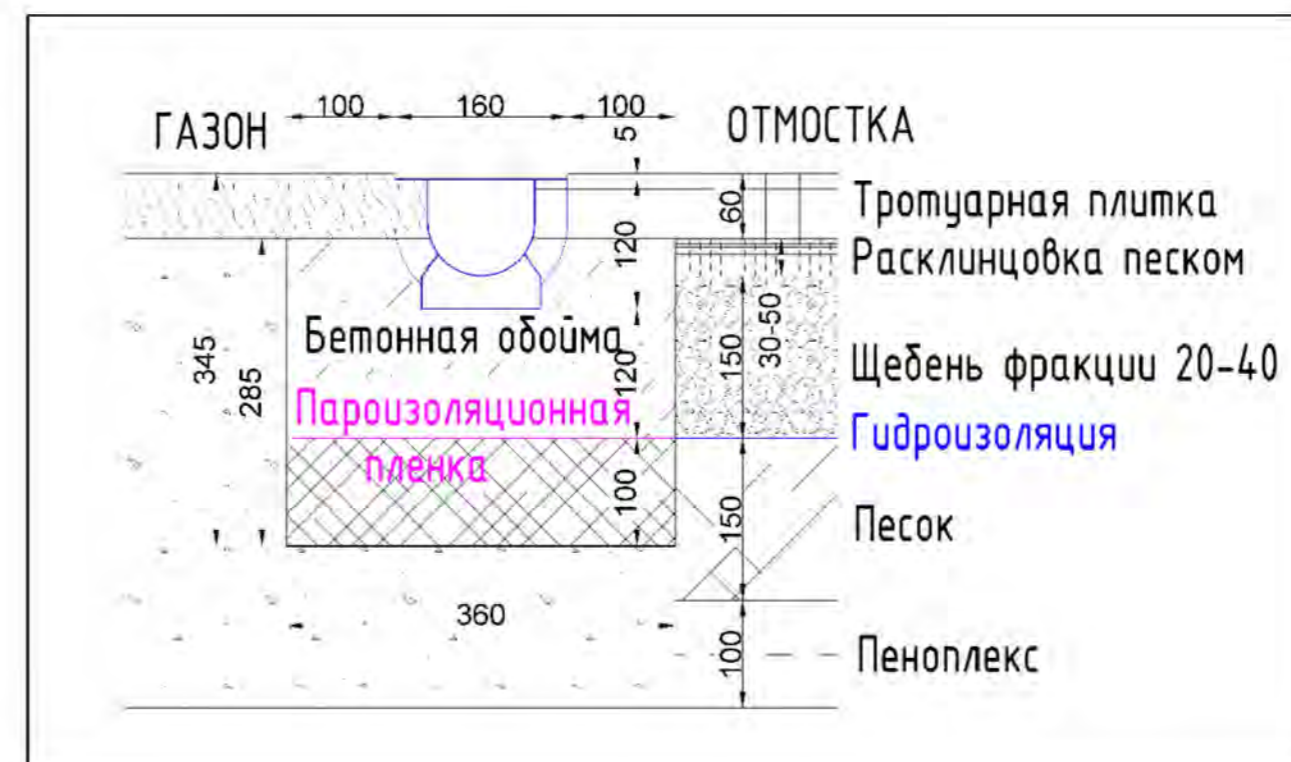 100 160 100
ГАЗОН
5
ОТМОСТКА
Тротуарная плитка
60
120
Расклинцовка песком
30-50
Бетонная обойма
345
285
120
150
Щебень фракции 20-40
Пароизоляционная
пленка
Гидроизоляция
100
150
Песок
360
100
Пеноплекс